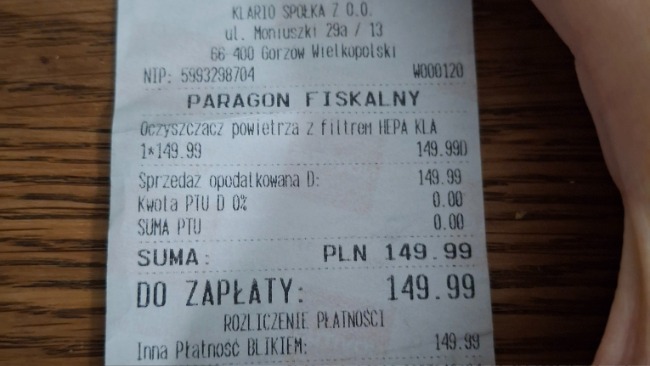 KLARIO SPÓŁKA Z O.O.
ul. Moniuszki 29a / 13
66-400 Gorzów Wielkopolski
NIP: 5993298704 W000120
PARAGON FISKALNY
Oczyszczacz powietrza z filtrem HEPA KLA
1*149.99 149.99D
Sprzedaż opodatkowana D: 149.99
Kwota PTU D 0% 0.00
SUMA PTU 0.00
SUMA: PLN 149.99
DO ZAPŁATY: 149.99
ROZLICZENIE PŁATNOŚCI
Inna Płatność BLIKIEM: 149.99